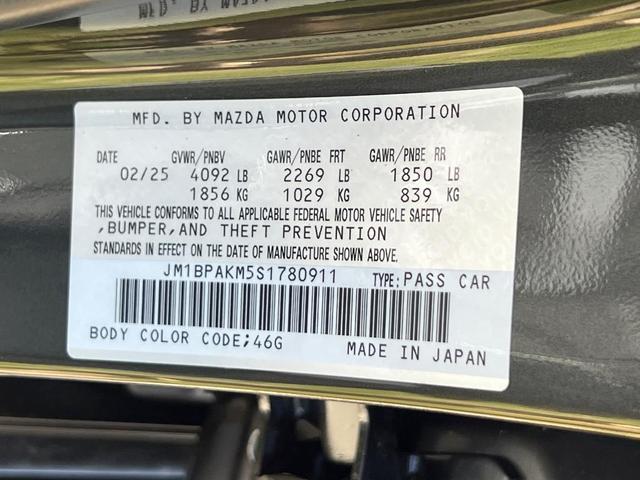 MFD. BY MAZDA MOTOR CORPORATION
DATE GVWR/PNBV GAWR/PNBE FRT GAWR/PNBE RR
02/25 4092 LB 2269 LB 1850 LB
1856 KG 1029 KG 839 KG
THIS VEHICLE CONFORMS TO ALL APPLICABLE FEDERAL MOTOR VEHICLE SAFETY
,BUMPER,AND THEFT PREVENTION
STANDARDS IN EFFECT ON THE DATE OF MANUFACTURE SHOWN ABOVE.
JM1BPAKM5S1780911 TYPE:PASS CAR
BODY COLOR CODE;46G MADE IN JAPAN